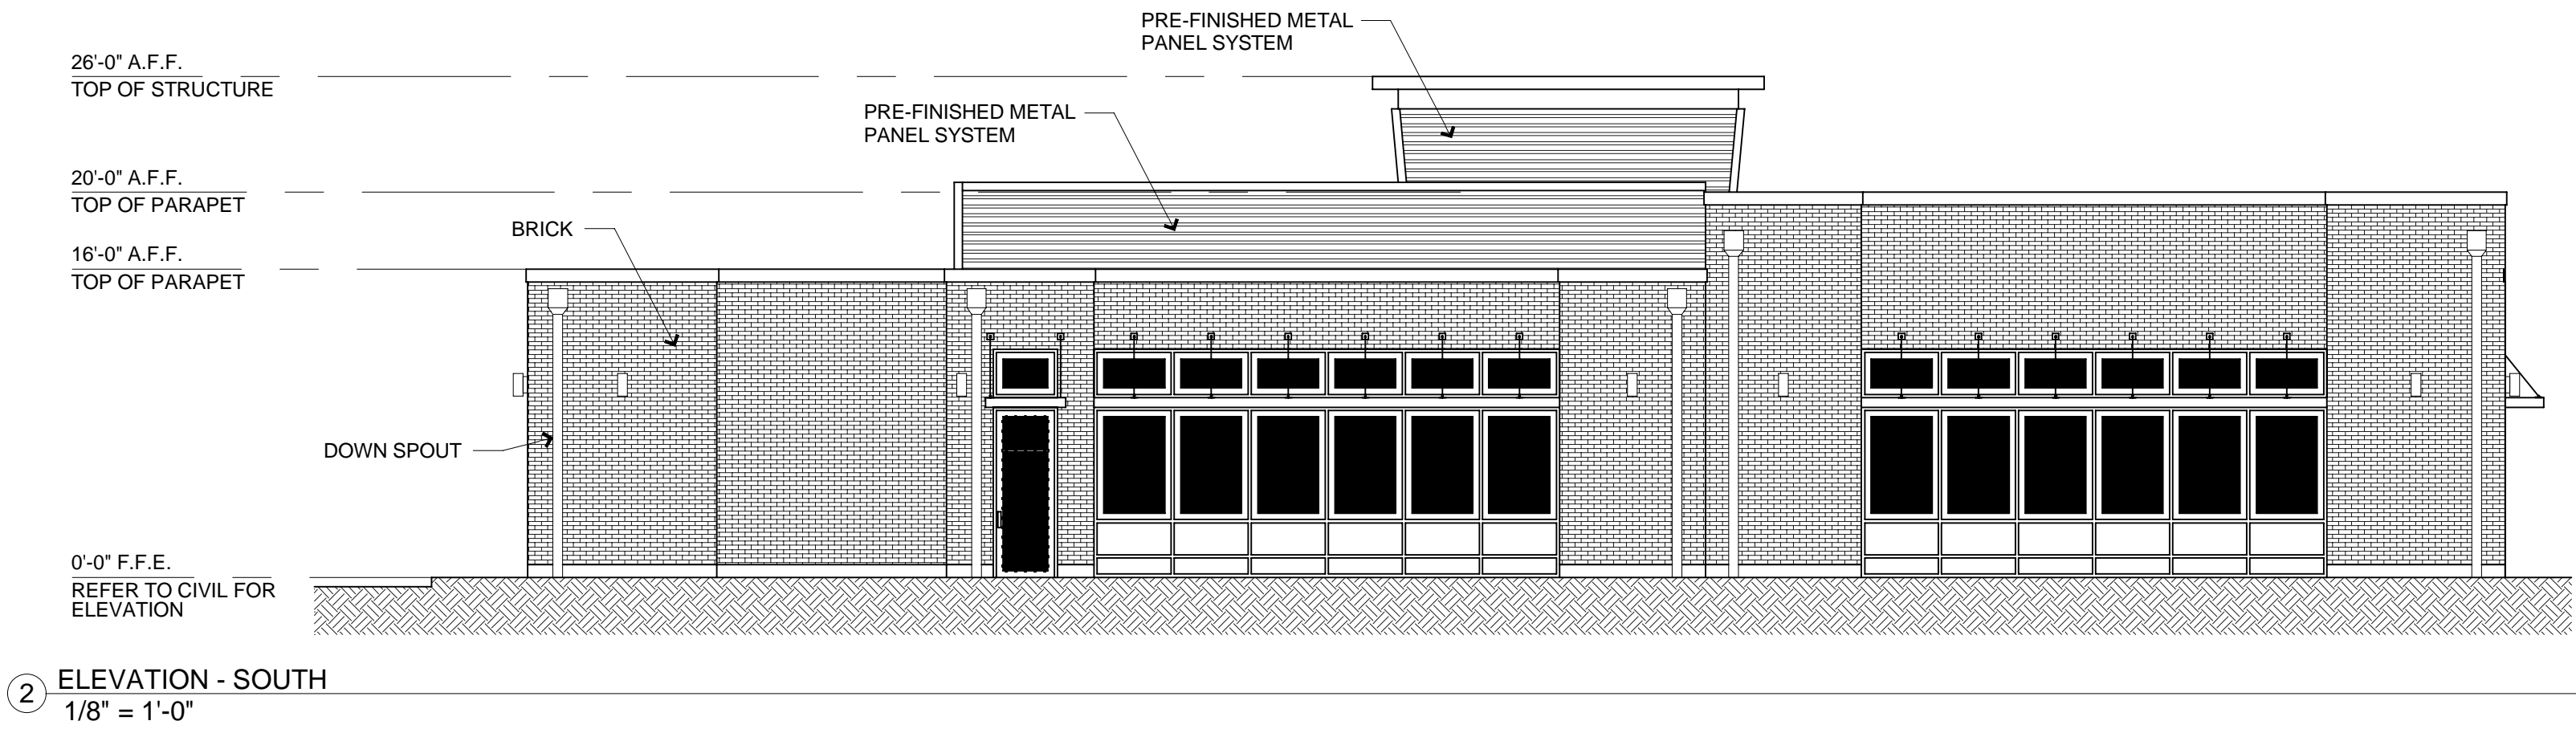 PRE-FINISHED METAL
PANEL SYSTEM
26'-0" A.F.F.
TOP OF STRUCTURE
PRE-FINISHED METAL
PANEL SYSTEM
20'-0" A.F.F.
TOP OF PARAPET
BRICK
16'-0" A.F.F.
TOP OF PARAPET
DOWN SPOUT
0'-0" F.F.E.
REFER TO CIVIL FOR
ELEVATION
2 ELEVATION - SOUTH
1/8" = 1'-0"